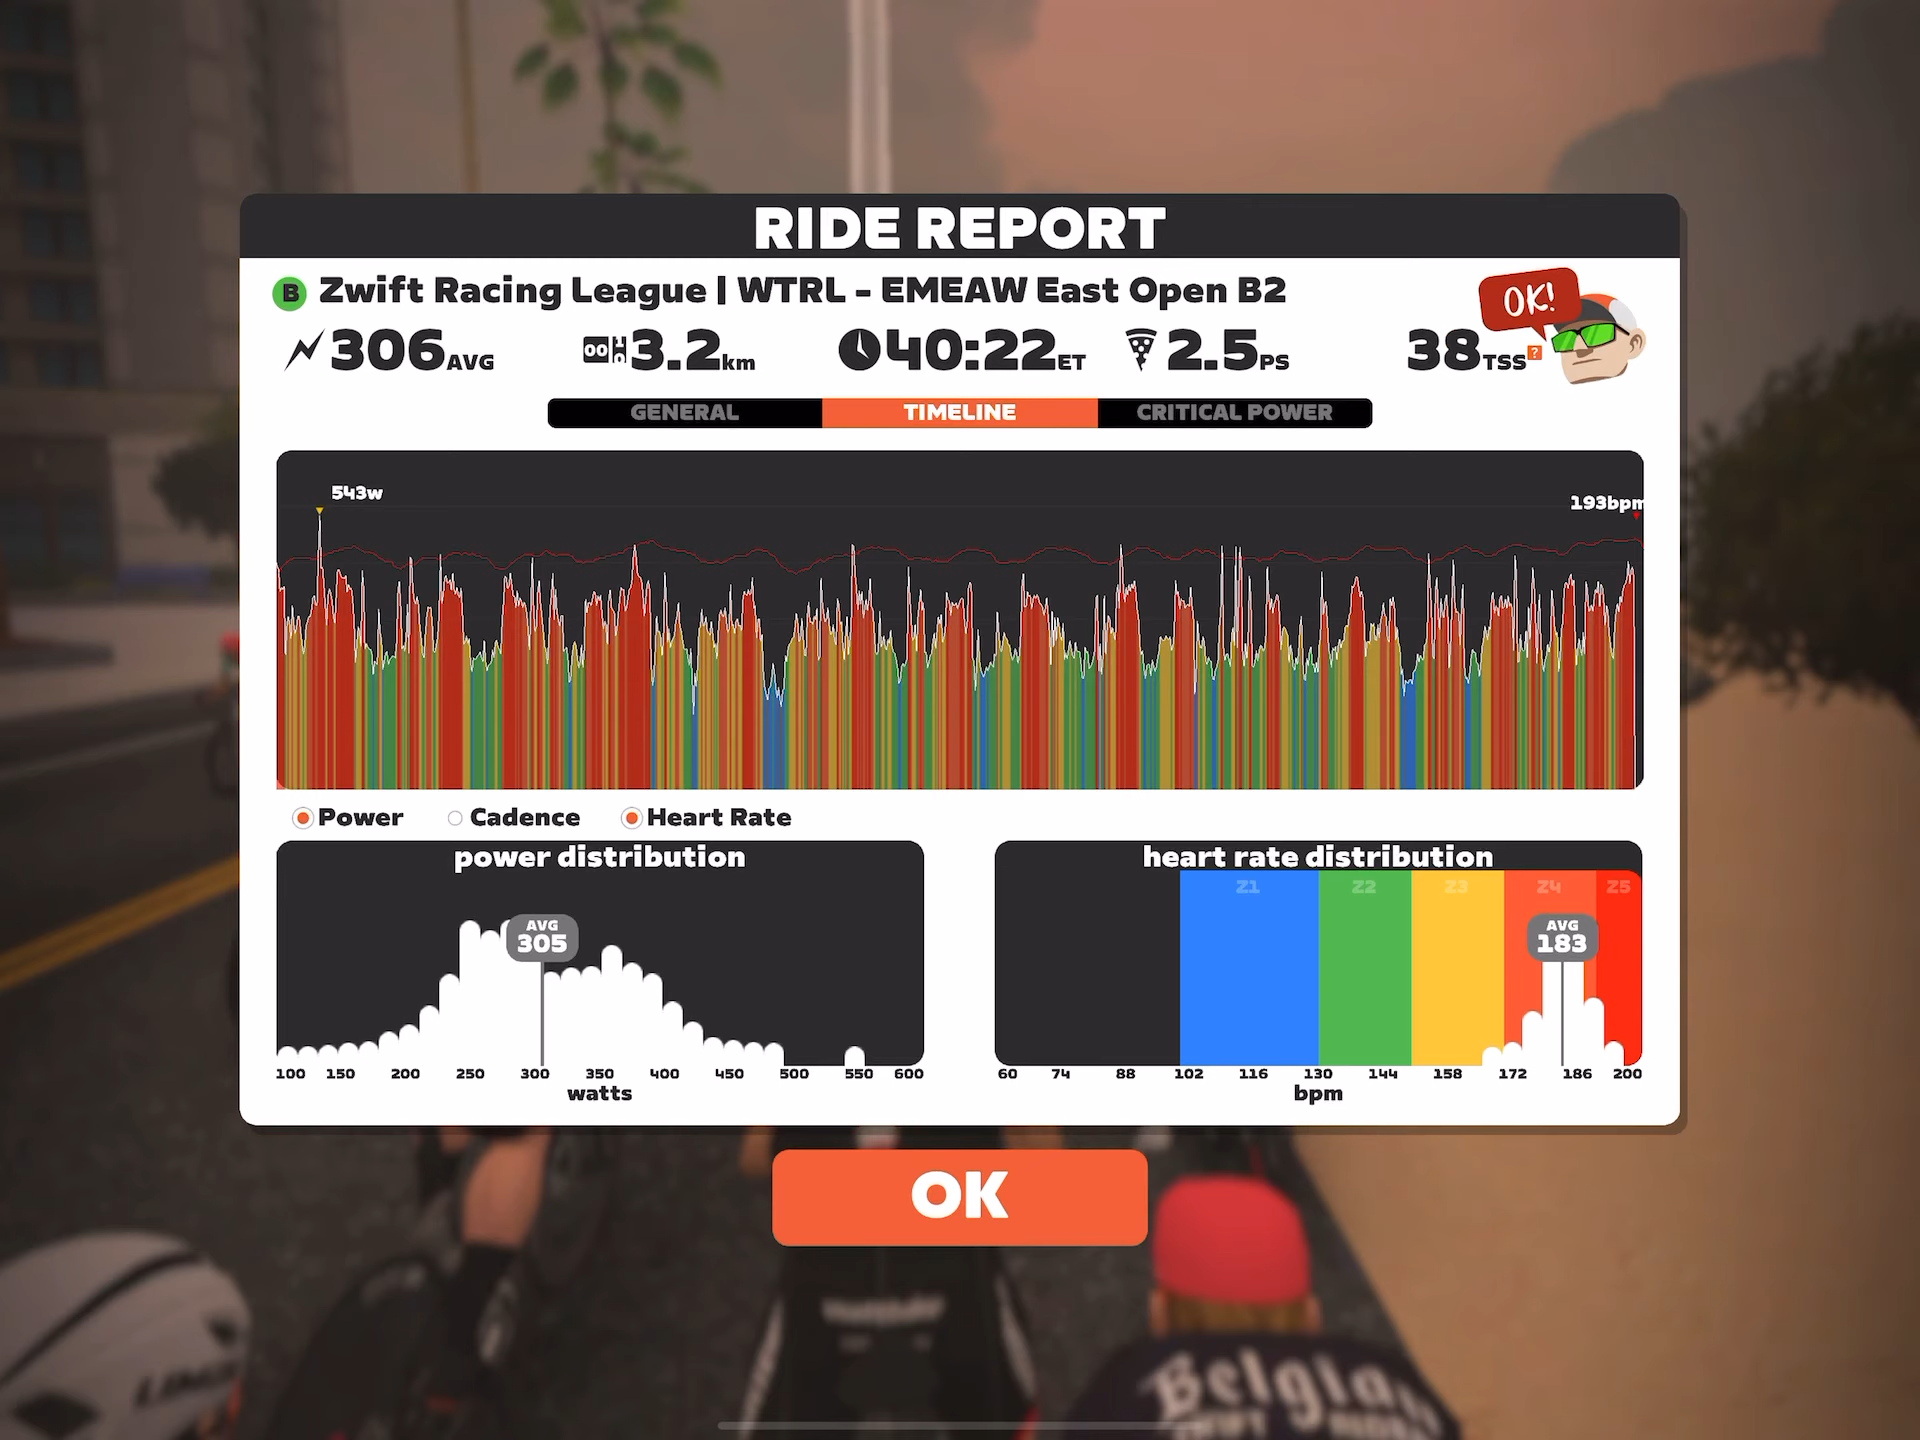 RIDE REPORT
B Zwift Racing League | WTRL - EMEAW East Open B2
OK!
306AVG 3.2km 40:22ET 2.5PS 38TSS?
GENERAL TIMELINE CRITICAL POWER
543w
193bpm
Power Cadence Heart Rate
power distribution
AVG
305
100 150 200 250 300 350 400 450 500 550 600
watts
heart rate distribution
Z1 Z2 Z3 Z4 Z5
AVG
183
60 74 88 102 116 130 144 158 172 186 200
bpm
OK
Belgian